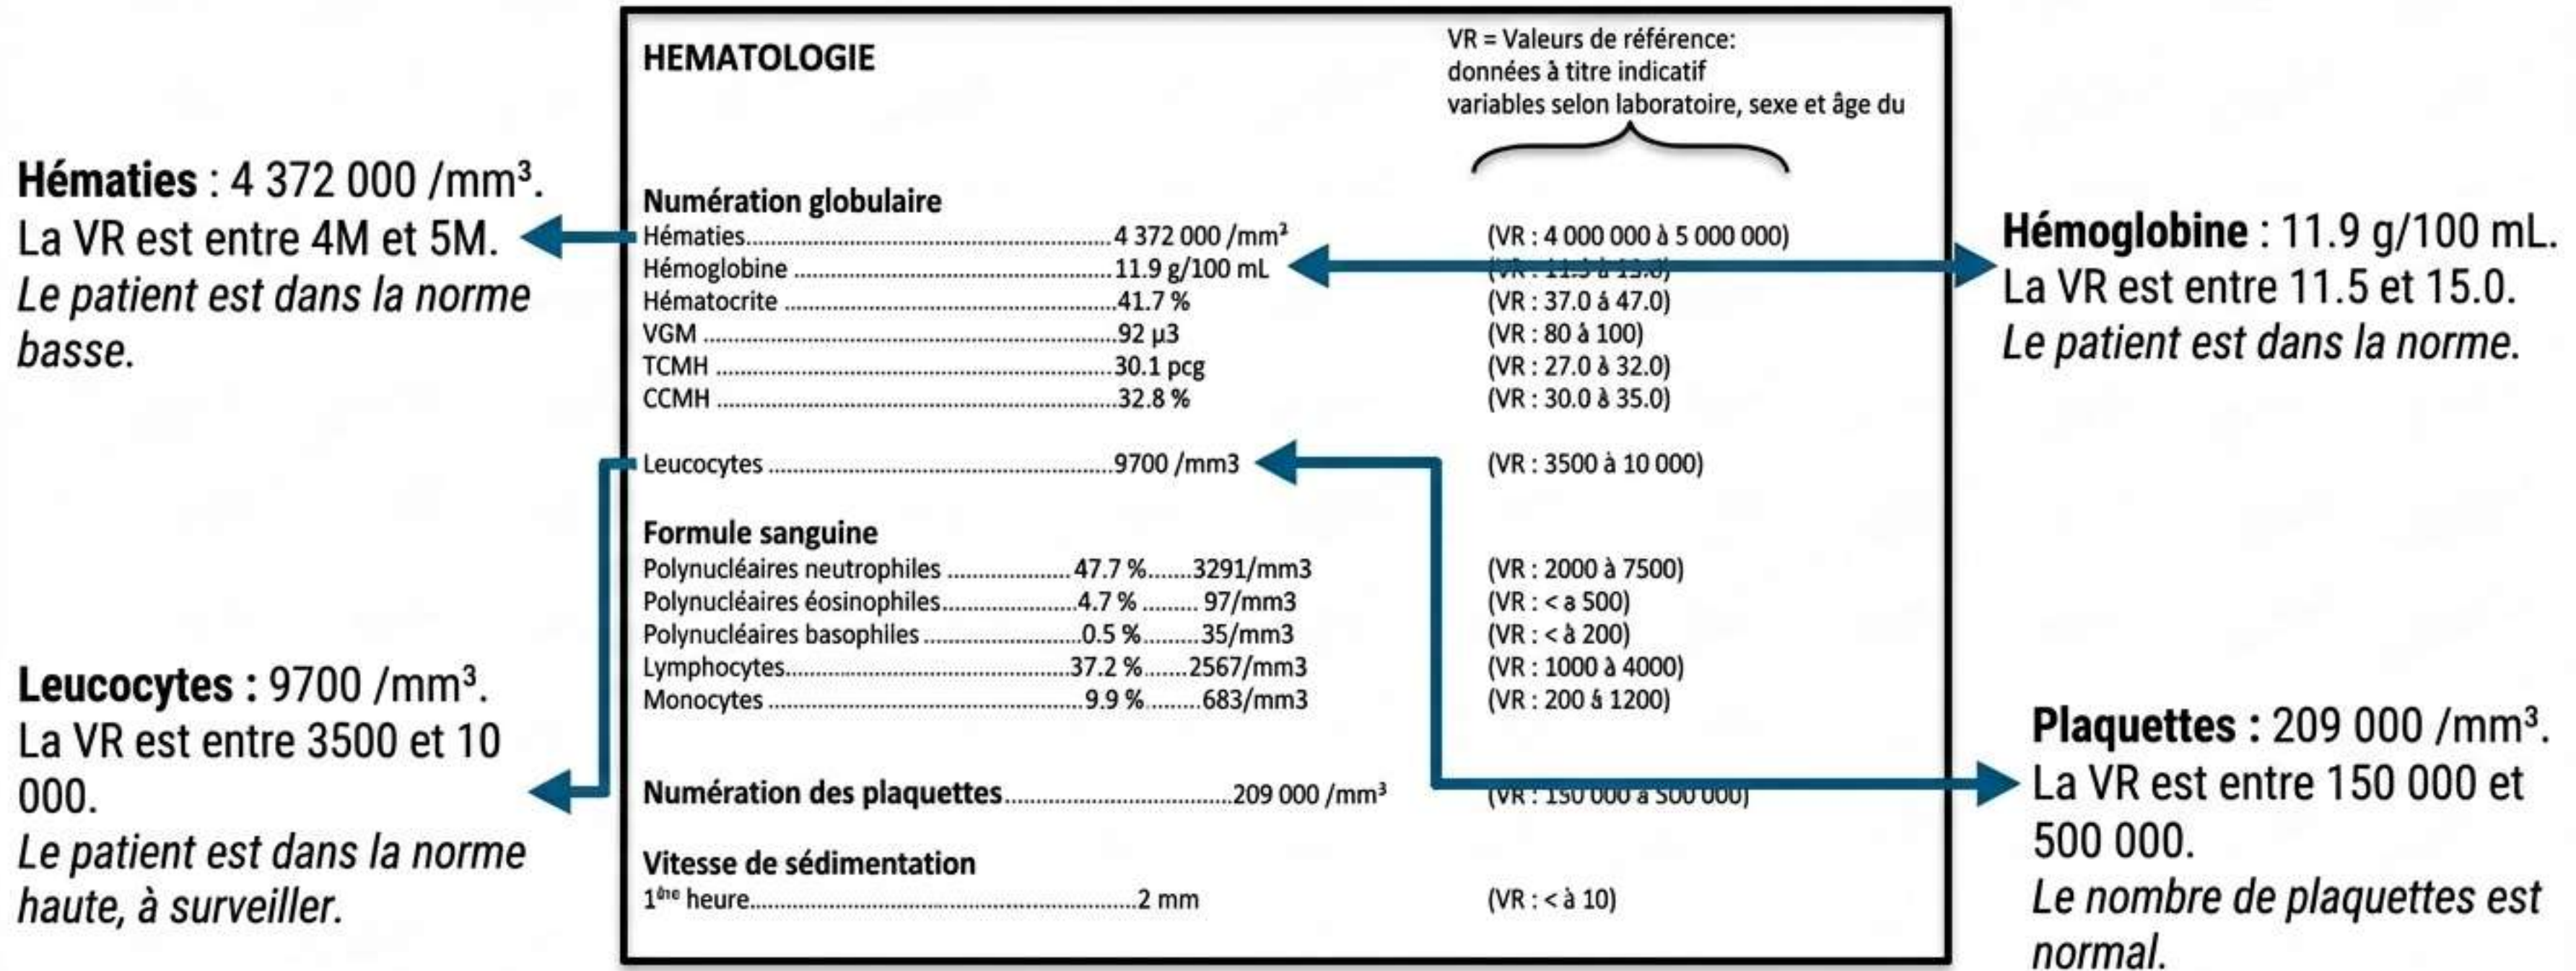 HEMATOLOGIE
VR = Valeurs de référence:
données à titre indicatif
variables selon laboratoire, sexe et âge du
Hématies : 4 372 000 /mm³.
La VR est entre 4M et 5M.
Le patient est dans la norme
basse.
Numération globulaire
Hématies..........4 372 000 /mm² (VR : 4 000 000 à 5 000 000)
Hémoglobine..........11.9 g/100 mL
Hématocrite..........41.7 % (VR : 37.0 á 47.0)
VGM..........92 µ3 (VR : 80 à 100)
TCMH..........30.1 pcg (VR : 27.0 à 32.0)
CCMH..........32.8 % (VR : 30.0 à 35.0)
Leucocytes..........9700 /mm3 (VR : 3500 à 10 000)
Hémoglobine : 11.9 g/100 mL.
La VR est entre 11.5 et 15.0.
Le patient est dans la norme.
Formule sanguine
Polynucléaires neutrophiles..........47.7 %.......3291/mm3 (VR : 2000 à 7500)
Polynucléaires éosinophiles..........4.7 %.........97/mm3 (VR : < a 500)
Polynucléaires basophiles..........0.5 %.........35/mm3 (VR : < à 200)
Lymphocytes..........37.2 %.......2567/mm3 (VR : 1000 à 4000)
Monocytes..........9.9 %.........683/mm3 (VR : 200 à 1200)
Leucocytes : 9700 /mm³.
La VR est entre 3500 et 10
000.
Le patient est dans la norme
haute, à surveiller.
Numération des plaquettes..........209 000 /mm³ (VR : 150 000 a 500 000)
Vitesse de sédimentation
1ère heure..........2 mm (VR : < à 10)
Plaquettes : 209 000 /mm³.
La VR est entre 150 000 et
500 000.
Le nombre de plaquettes est
normal.